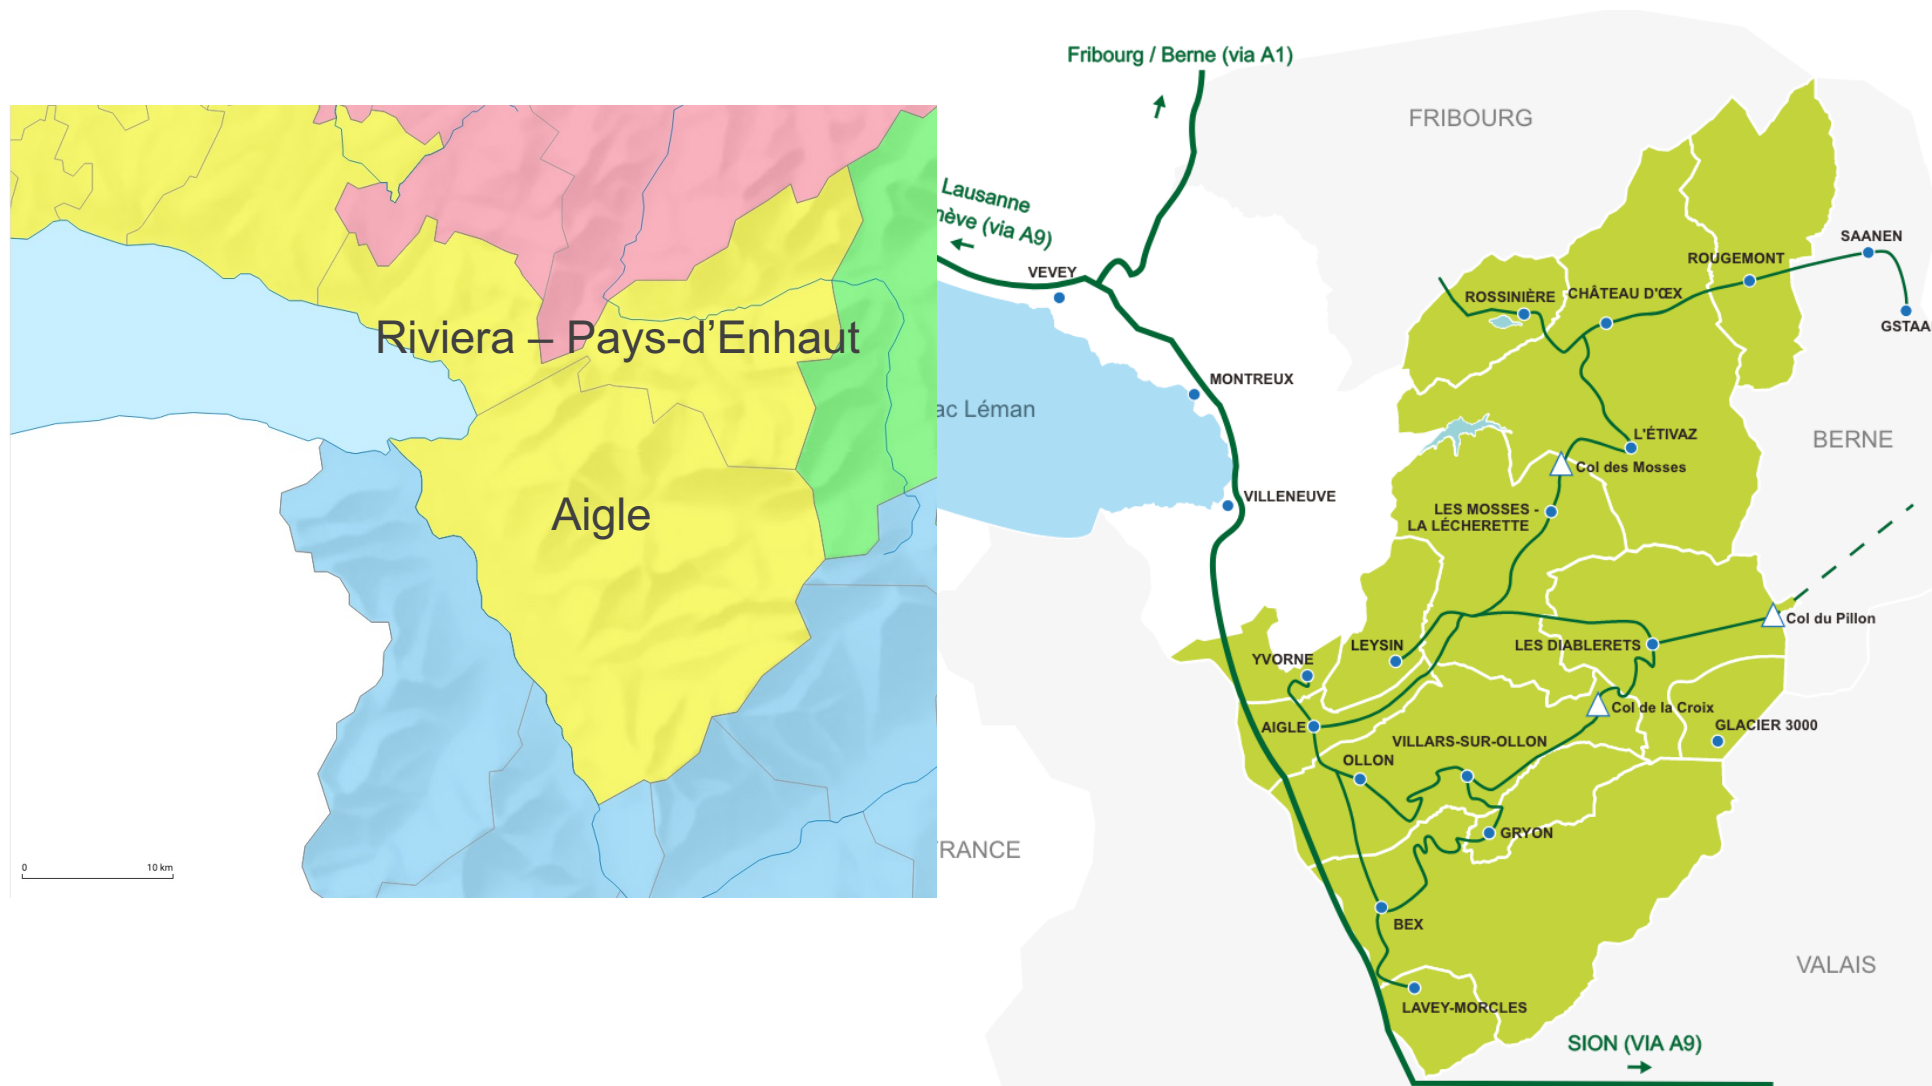 Riviera – Pays-d’Enhaut
Aigle
0 10 km
Fribourg / Berne (via A1)
FRIBOURG
Lausanne
nève (via A9)
VEVEY
SAANEN
ROUGEMONT
CHÂTEAU D'ŒX
ROSSINIÈRE
GSTAA
MONTREUX
ac Léman
L'ÉTIVAZ
BERNE
Col des Mosses
VILLENEUVE
LES MOSSES -
LA LÉCHERETTE
Col du Pillon
LES DIABLERETS
LEYSIN
YVORNE
Col de la Croix
GLACIER 3000
AIGLE
VILLARS-SUR-OLLON
OLLON
GRYON
RANCE
BEX
VALAIS
LAVEY-MORCLES
SION (VIA A9)